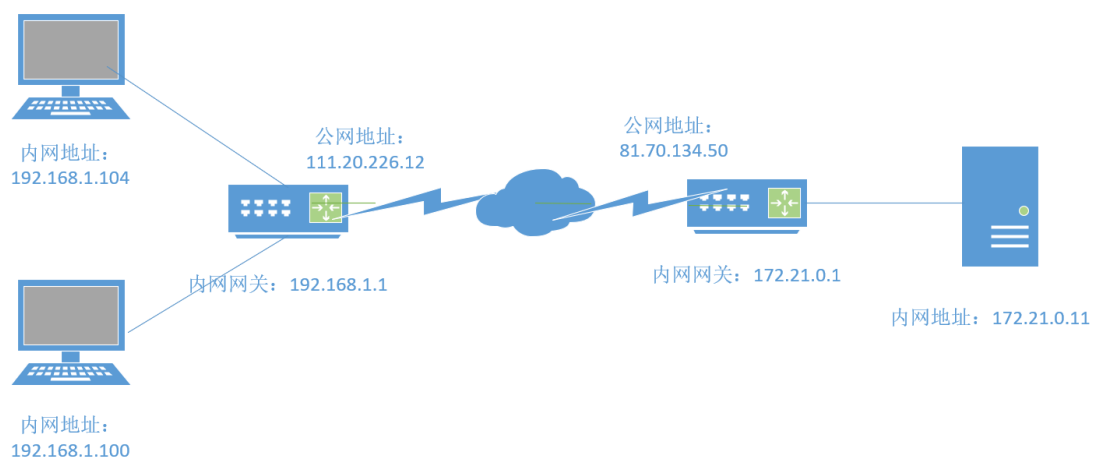 内网地址：
192.168.1.104
公网地址：
111.20.226.12
公网地址：
81.70.134.50
内网网关：192.168.1.1
内网网关：172.21.0.1
内网地址：172.21.0.11
内网地址：
192.168.1.100